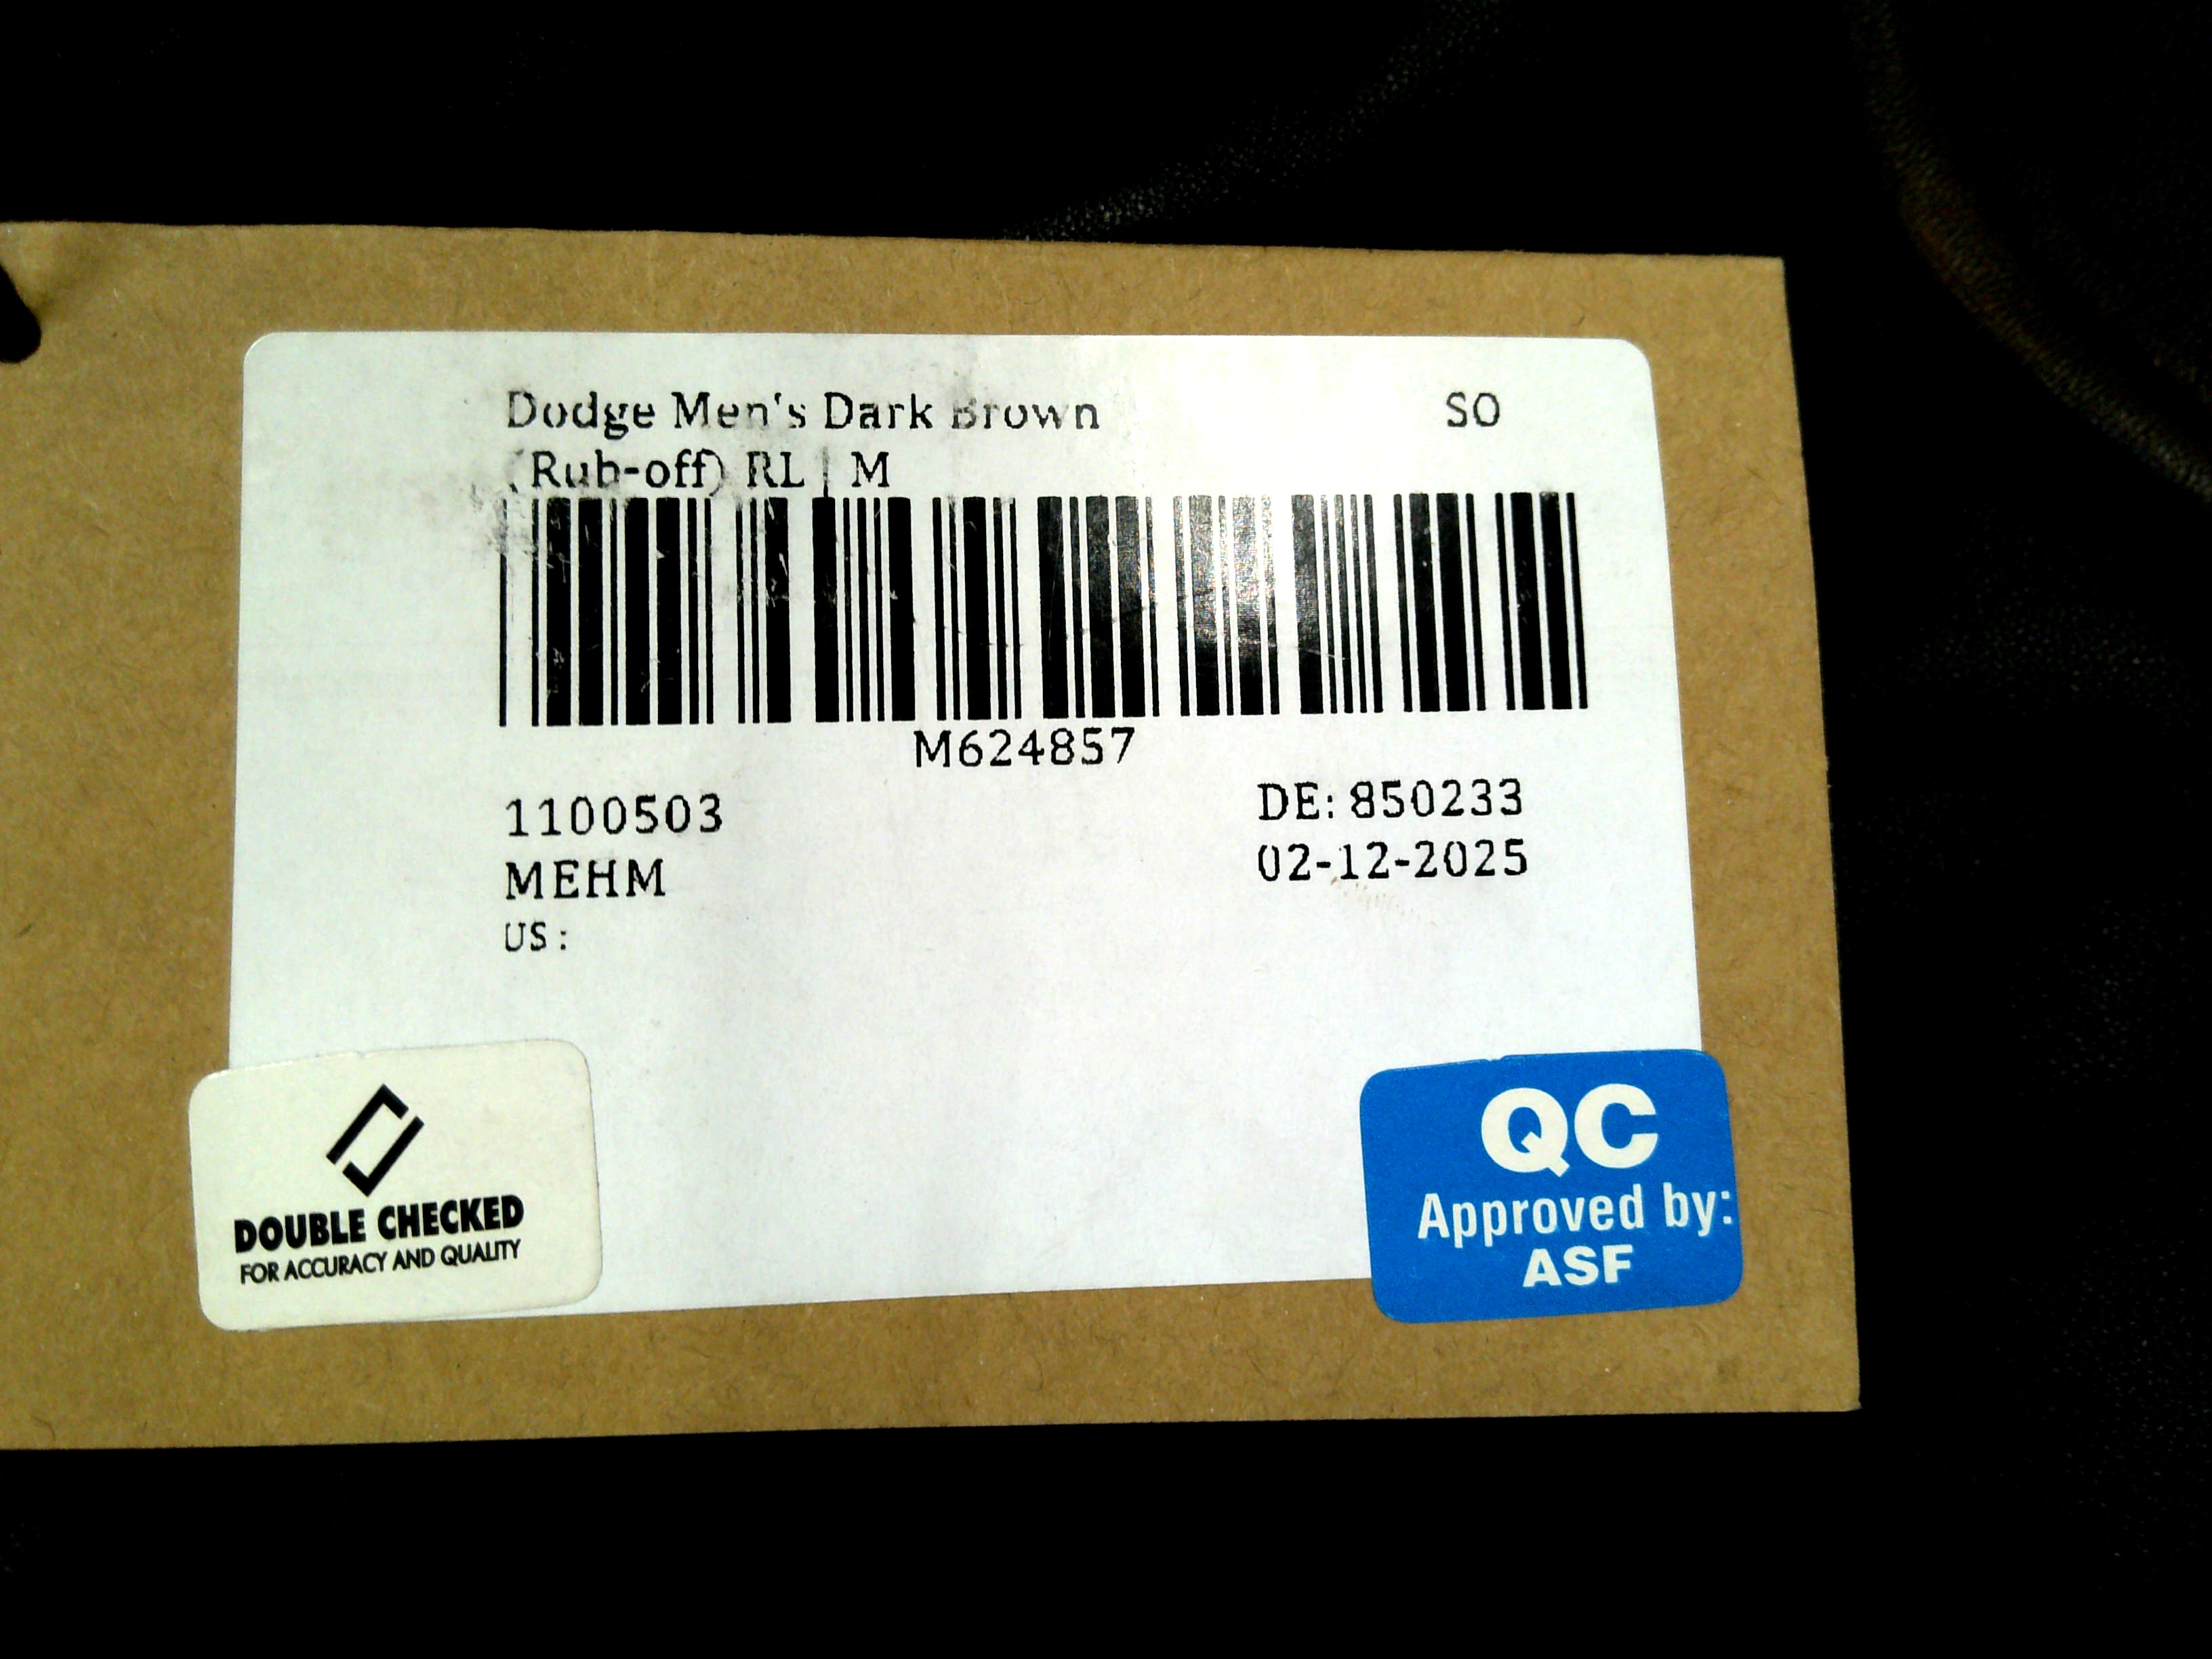 Dodge Men's Dark Brown SO
(Rub-off) RL | M
M624857
1100503 DE: 850233
MEHM 02-12-2025
US:
DOUBLE CHECKED
FOR ACCURACY AND QUALITY
QC
Approved by:
ASF